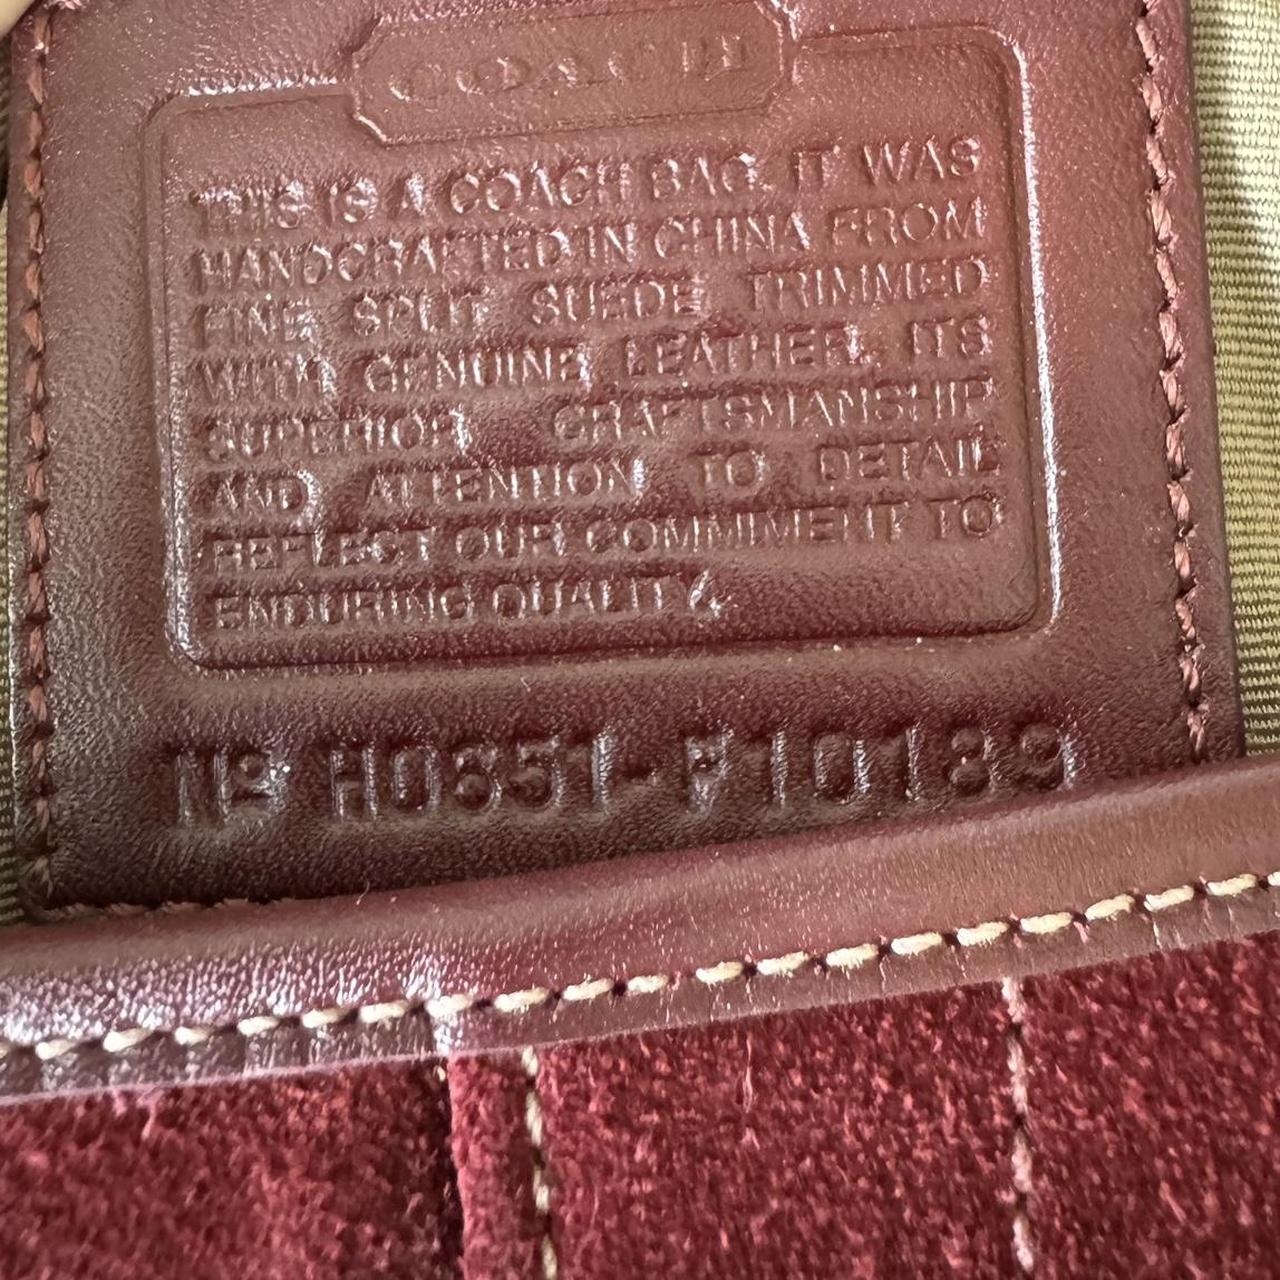 COACH
THIS IS A COACH BAG. IT WAS
HANDCRAFTED IN CHINA FROM
FINE SPLIT SUEDE TRIMMED
WITH GENUINE LEATHER. ITS
SUPERIOR CRAFTSMANSHIP
AND ATTENTION TO DETAIL
REFLECT OUR COMMIMENT TO
ENDURING QUALITY.
Nº H0651-F10189